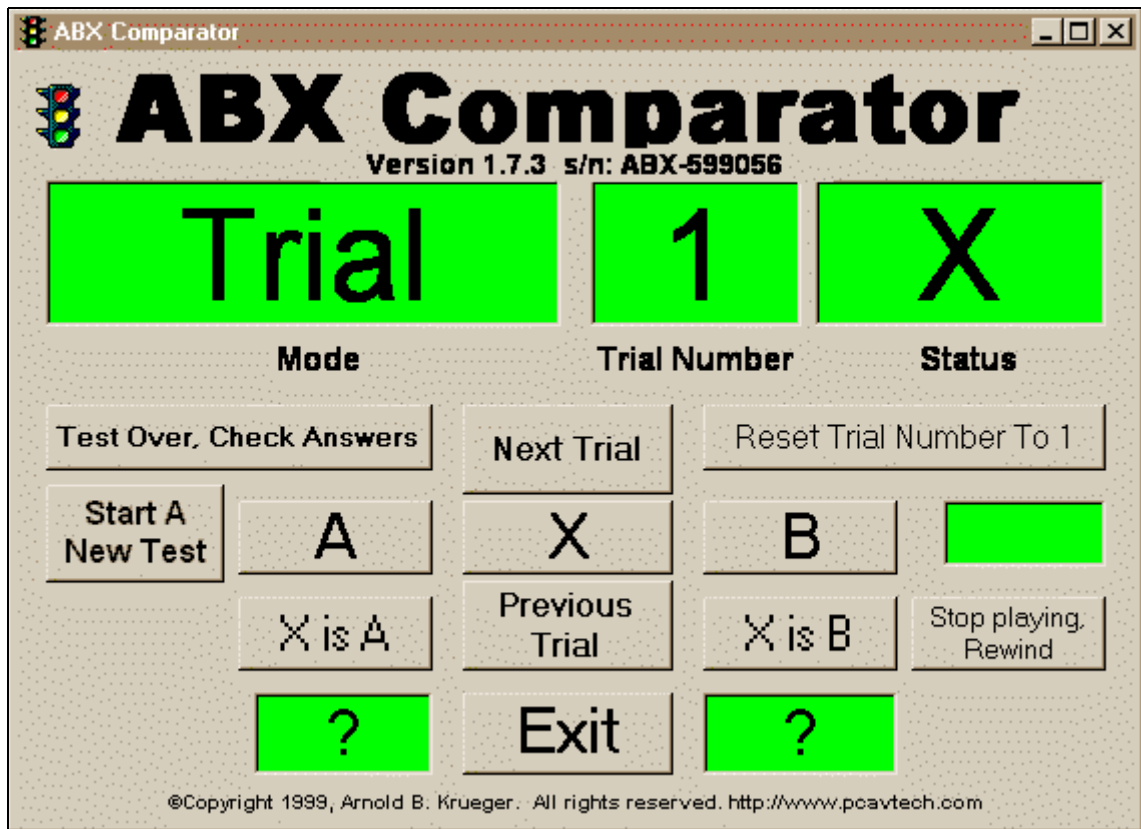 ABX Comparator
ABX Comparator
Version 1.7.3 s/n: ABX-599056
Trial 1 X
Mode Trial Number Status
Test Over, Check Answers
Next Trial
Reset Trial Number To 1
Start A
New Test
A
X
B
X is A
Previous
Trial
X is B
Stop playing,
Rewind
?
Exit
?
©Copyright 1999, Arnold B. Krueger. All rights reserved. http://www.pcavtech.com